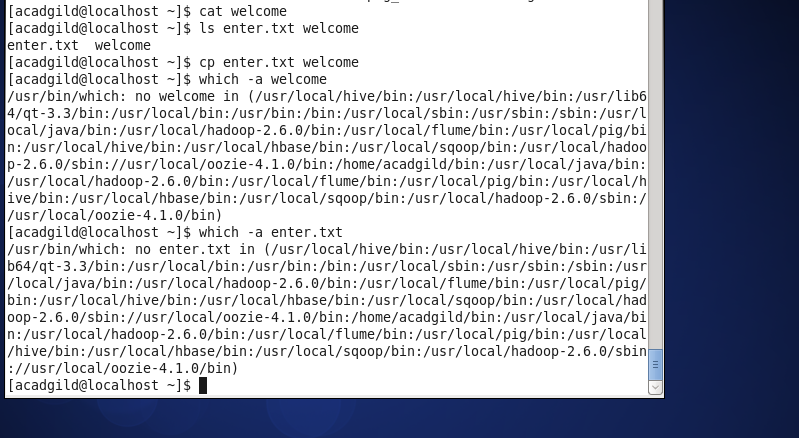 [acadgild@localhost ~]$ cat welcome
[acadgild@localhost ~]$ ls enter.txt welcome
enter.txt  welcome
[acadgild@localhost ~]$ cp enter.txt welcome
[acadgild@localhost ~]$ which -a welcome
/usr/bin/which: no welcome in (/usr/local/hive/bin:/usr/local/hive/bin:/usr/lib6
4/qt-3.3/bin:/usr/local/bin:/usr/bin:/bin:/usr/local/sbin:/usr/sbin:/sbin:/usr/l
ocal/java/bin:/usr/local/hadoop-2.6.0/bin:/usr/local/flume/bin:/usr/local/pig/bi
n:/usr/local/hive/bin:/usr/local/hbase/bin:/usr/local/sqoop/bin:/usr/local/hadoo
p-2.6.0/sbin://usr/local/oozie-4.1.0/bin:/home/acadgild/bin:/usr/local/java/bin:
/usr/local/hadoop-2.6.0/bin:/usr/local/flume/bin:/usr/local/pig/bin:/usr/local/h
ive/bin:/usr/local/hbase/bin:/usr/local/sqoop/bin:/usr/local/hadoop-2.6.0/sbin:/
/usr/local/oozie-4.1.0/bin)
[acadgild@localhost ~]$ which -a enter.txt
/usr/bin/which: no enter.txt in (/usr/local/hive/bin:/usr/local/hive/bin:/usr/li
b64/qt-3.3/bin:/usr/local/bin:/usr/bin:/bin:/usr/local/sbin:/usr/sbin:/sbin:/usr
/local/java/bin:/usr/local/hadoop-2.6.0/bin:/usr/local/flume/bin:/usr/local/pig/
bin:/usr/local/hive/bin:/usr/local/hbase/bin:/usr/local/sqoop/bin:/usr/local/had
oop-2.6.0/sbin://usr/local/oozie-4.1.0/bin:/home/acadgild/bin:/usr/local/java/bi
n:/usr/local/hadoop-2.6.0/bin:/usr/local/flume/bin:/usr/local/pig/bin:/usr/local
/hive/bin:/usr/local/hbase/bin:/usr/local/sqoop/bin:/usr/local/hadoop-2.6.0/sbin
://usr/local/oozie-4.1.0/bin)
[acadgild@localhost ~]$